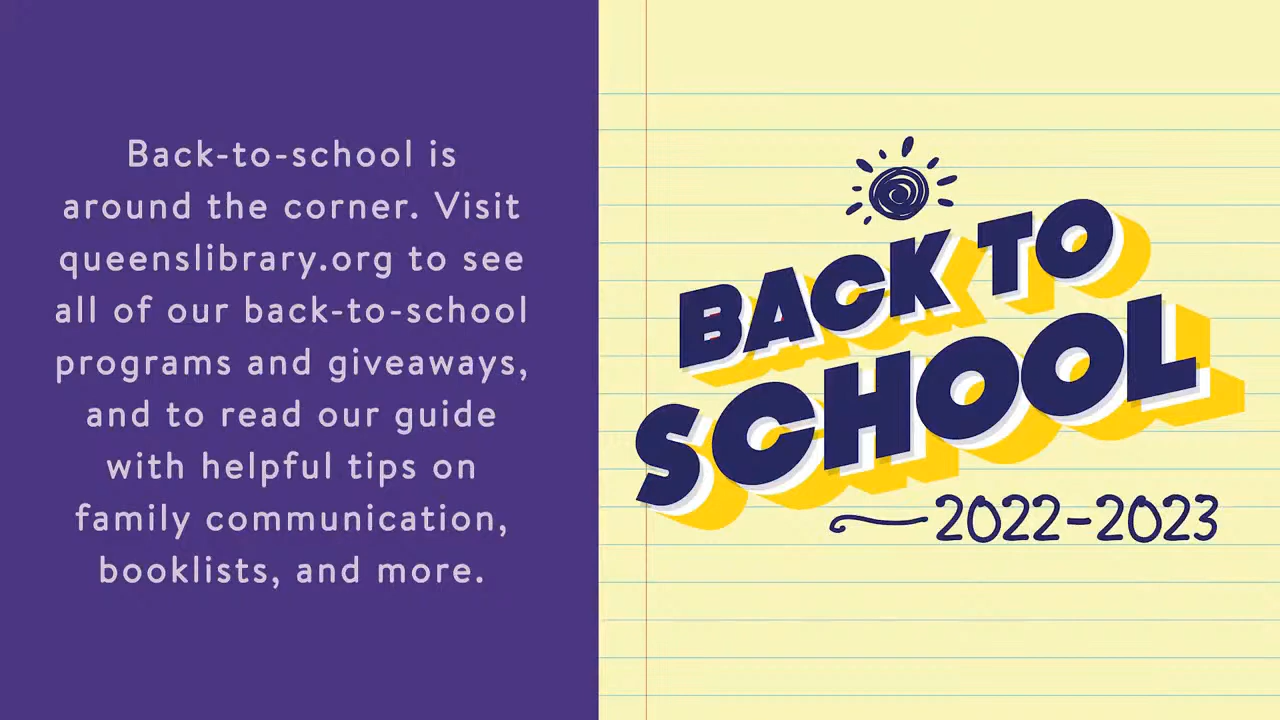 Back-to-school is
around the corner. Visit
queenslibrary.org to see
all of our back-to-school
programs and giveaways,
and to read our guide
with helpful tips on
family communication,
booklists, and more.
BACK TO
SCHOOL
2022-2023